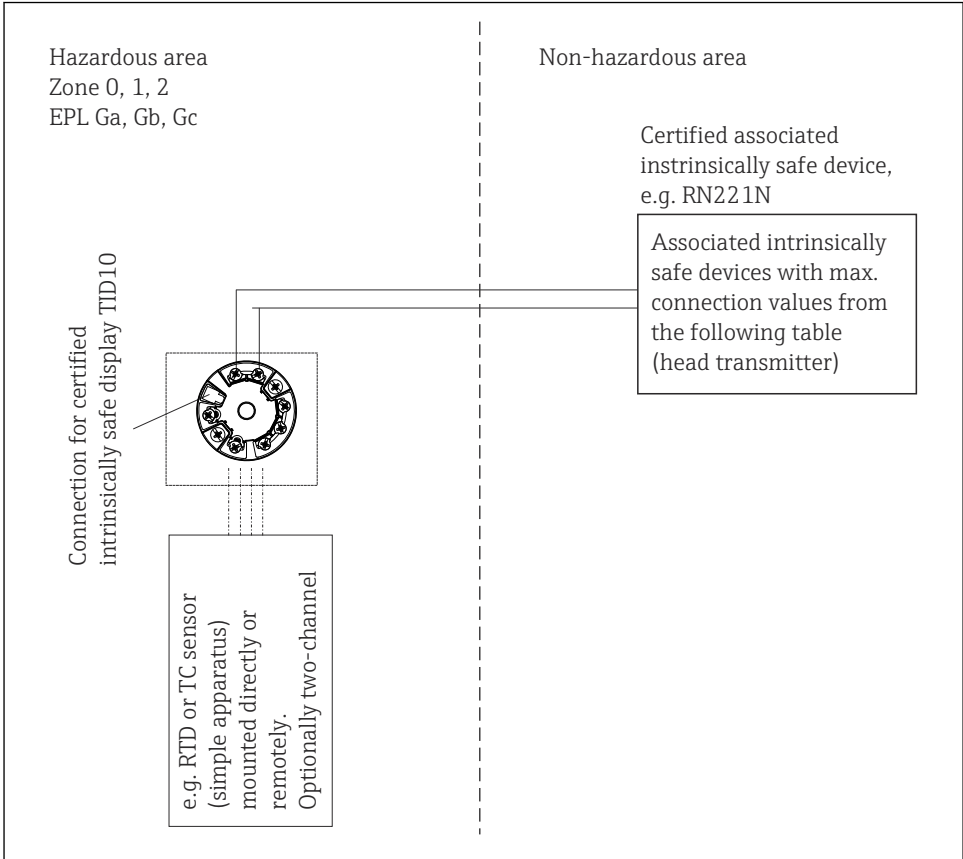 Hazardous area
Zone 0, 1, 2
EPL Ga, Gb, Gc
Non-hazardous area
Certified associated
instrinsically safe device,
e.g. RN221N
Associated intrinsically
safe devices with max.
connection values from
the following table
(head transmitter)
Connection for certified
intrinsically safe display TID10
e.g. RTD or TC sensor
(simple apparatus)
mounted directly or
remotely.
Optionally two-channel